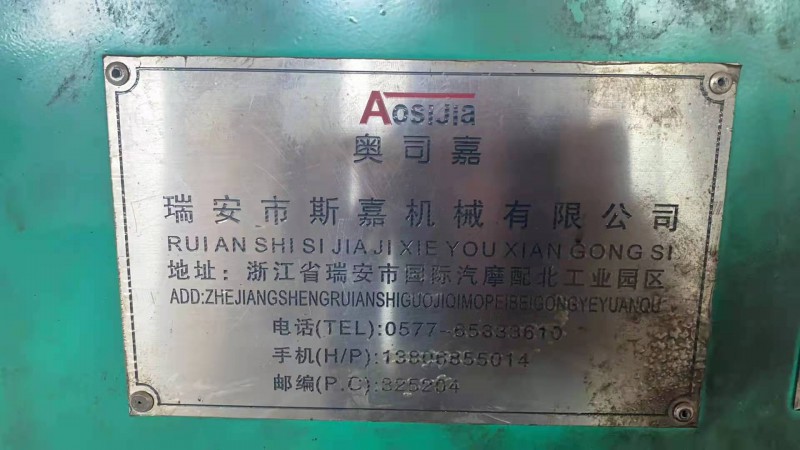 AOSIJIA
奥司嘉
瑞安市斯嘉机械有限公司
RUI AN SHI SI JIA JI XIE YOU XIAN GONG SI
地址：浙江省瑞安市国际汽摩配北工业园区
ADD:ZHEJIANGSHENGRUIANSHIGUOJIQIMOPEIBEIGONGYEYUANQU
电话(TEL):0577-65333610
手机(H/P):13806855014
邮编(P.C):325204